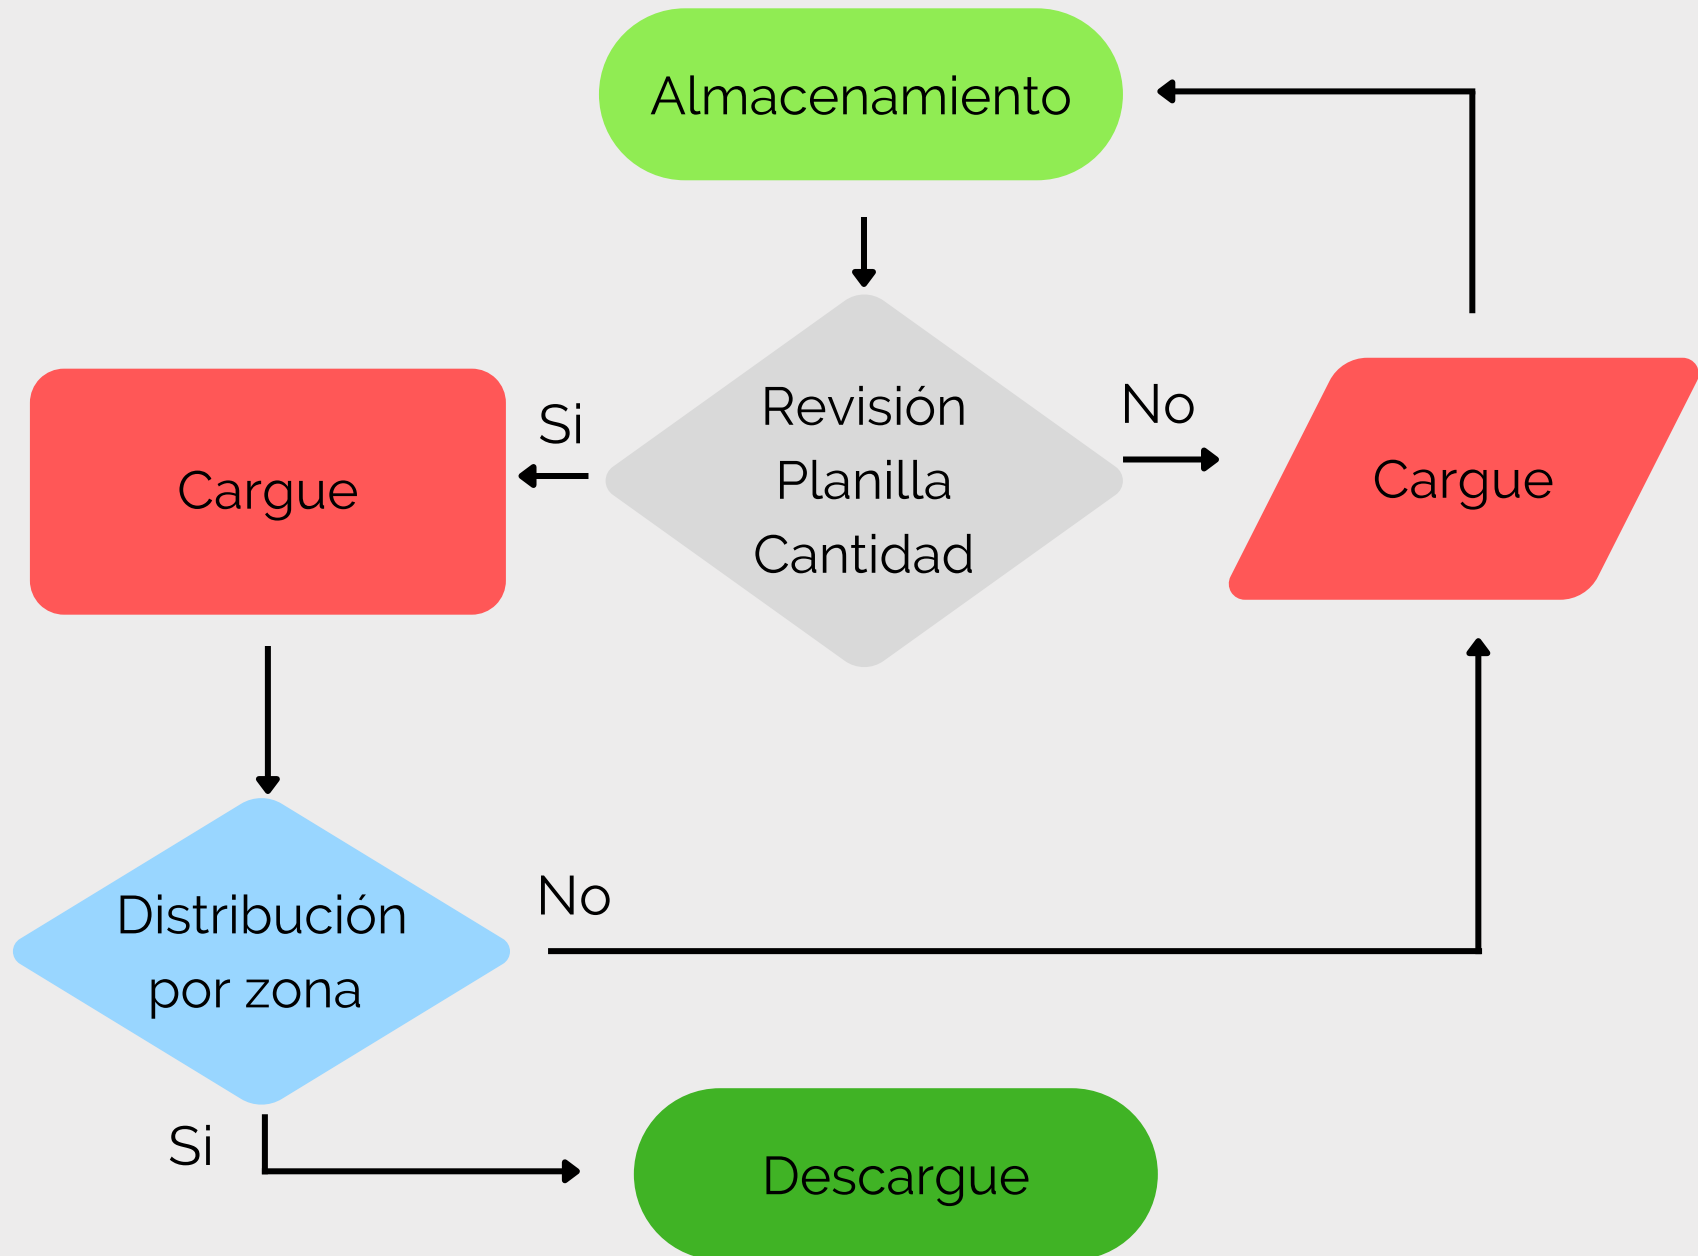 Almacenamiento
Si
Revisión
Planilla
Cantidad
No
Cargue
Cargue
Distribución
por zona
No
Si
Descargue